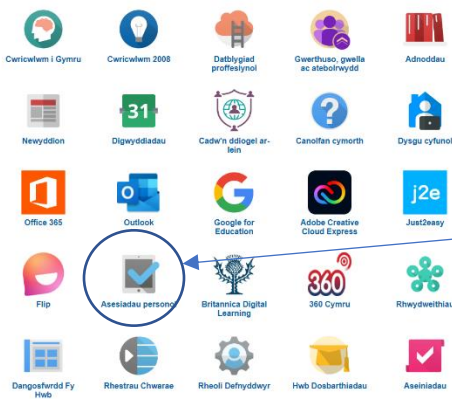 Cwricwlwm i Gymru
Cwricwlwm 2008
Datblygiad
proffesiynol
Gwerthuso, gwella
ac atebolrwydd
Adnoddau
Newyddion
31
Digwyddiadau
Cadw'n ddiogel ar-
lein
?
Canolfan cymorth
Dysgu cyfunol
Office 365
O
Outlook
G
Google for
Education
Adobe Creative
Cloud Express
j2e
Just2easy
Flip
Asesiadau personol
Britannica Digital
Learning
360
360 Cymru
Rhwydweithiau
Dangosfwrdd Fy
Hwb
Rhestrau Chwarae
Rheoli Defnyddwyr
Hwb Dosbarthiadau
Aseiniadau